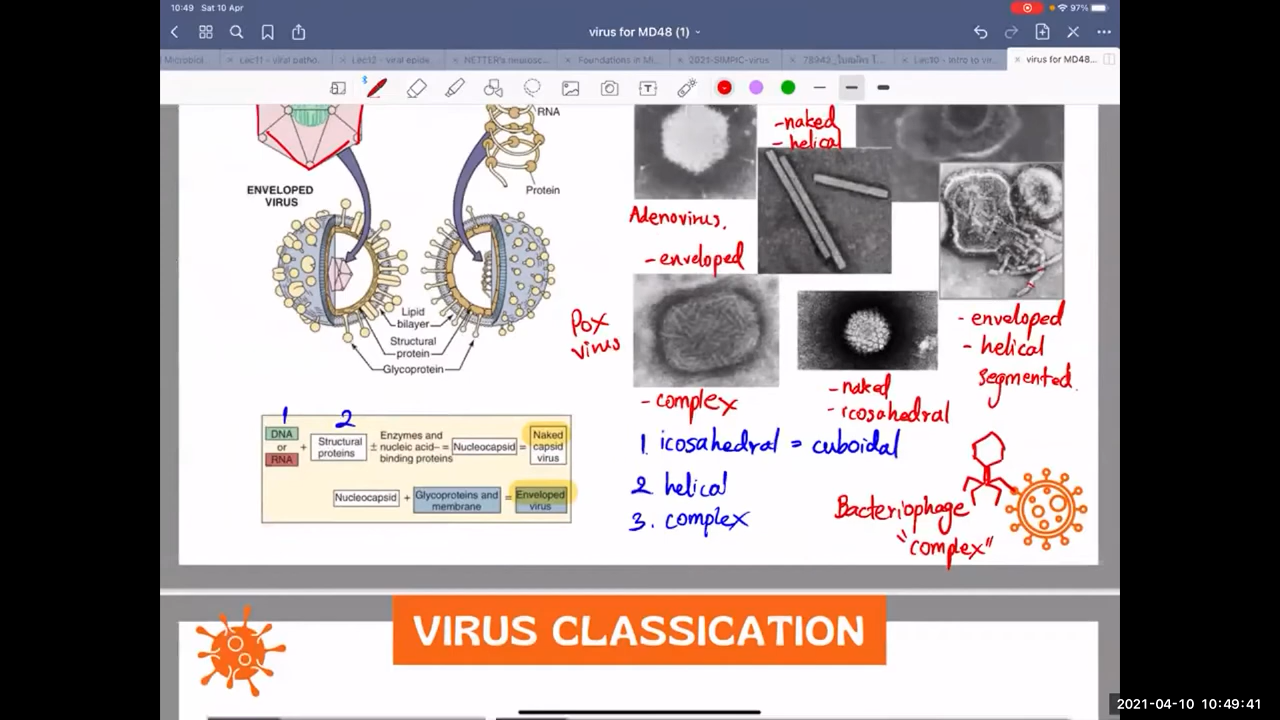 10:49 Sat 10 Apr
97%
virus for MD48 (1)
Microbiol
Lec11 - viral patho...
Lec12 - viral epide...
NETTER's neurosc...
Foundations in Mi...
2021-SIMPIC-virus
Lec10 - Intro to vir...
virus for MD48...
RNA
Protein
ENVELOPED
VIRUS
Lipid
bilayer
Structural
protein
Glycoprotein
- naked
- helical
Adenovirus.
- enveloped
Pox
virus
- complex
- naked
- icosahedral
- enveloped
- helical
segmented
1 2
DNA
or
RNA
+
Structural
proteins
±
Enzymes and
nucleic acid–
binding proteins
= Nucleocapsid =
Naked
capsid
virus
Nucleocapsid +
Glycoproteins and
membrane
=
Enveloped
virus
1. icosahedral = cuboidal
2. helical
3. complex
Bacteriophage
"complex"
VIRUS CLASSICATION
2021-04-10 10:49:41